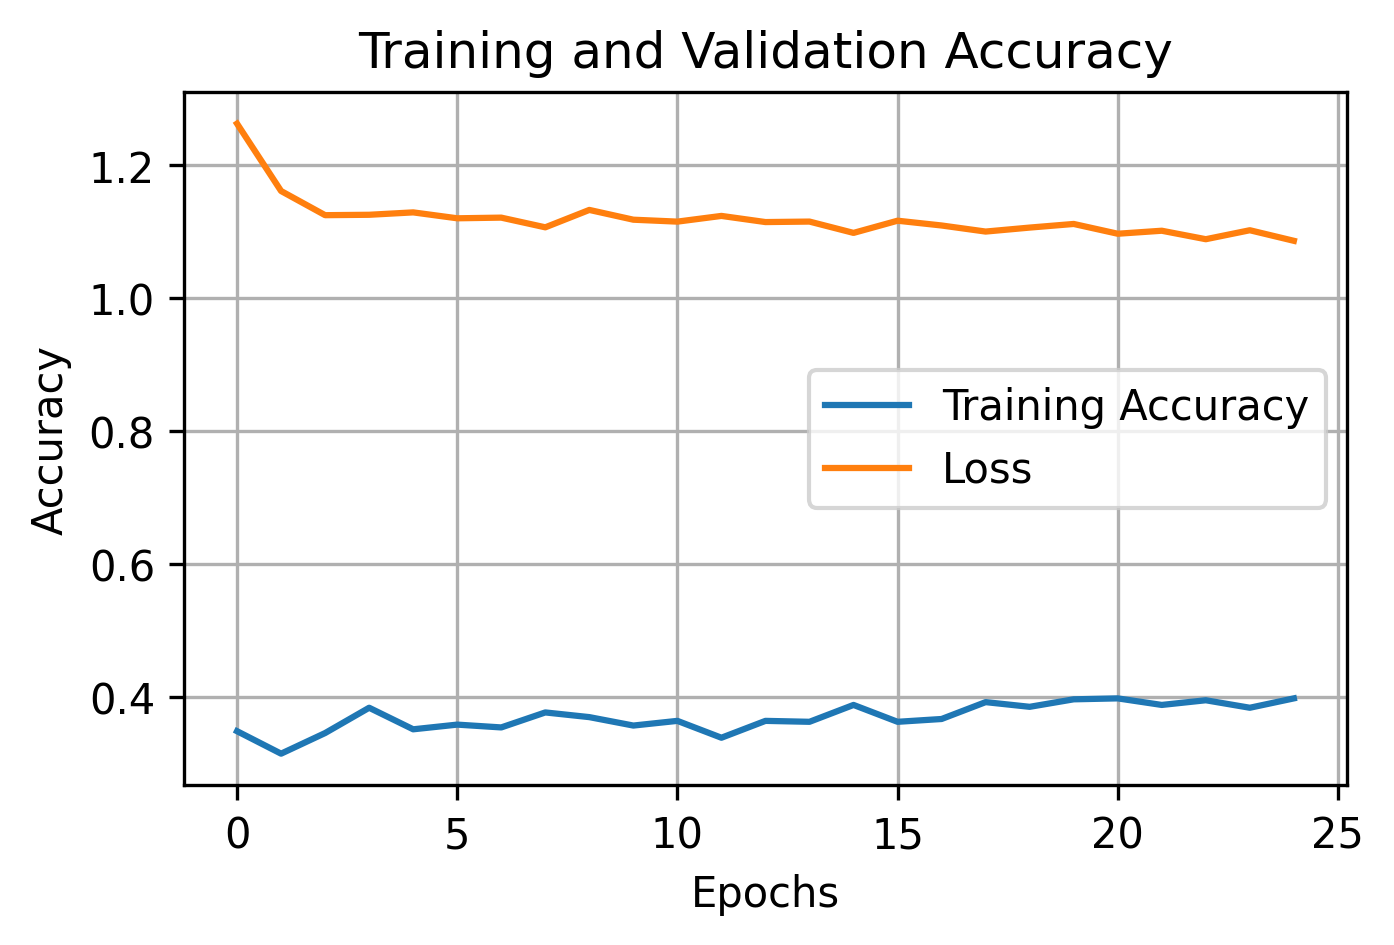 Training and Validation Accuracy
1.2
1.0
0.8
0.6
0.4
Accuracy
Training Accuracy
Loss
0 5 10 15 20 25
Epochs